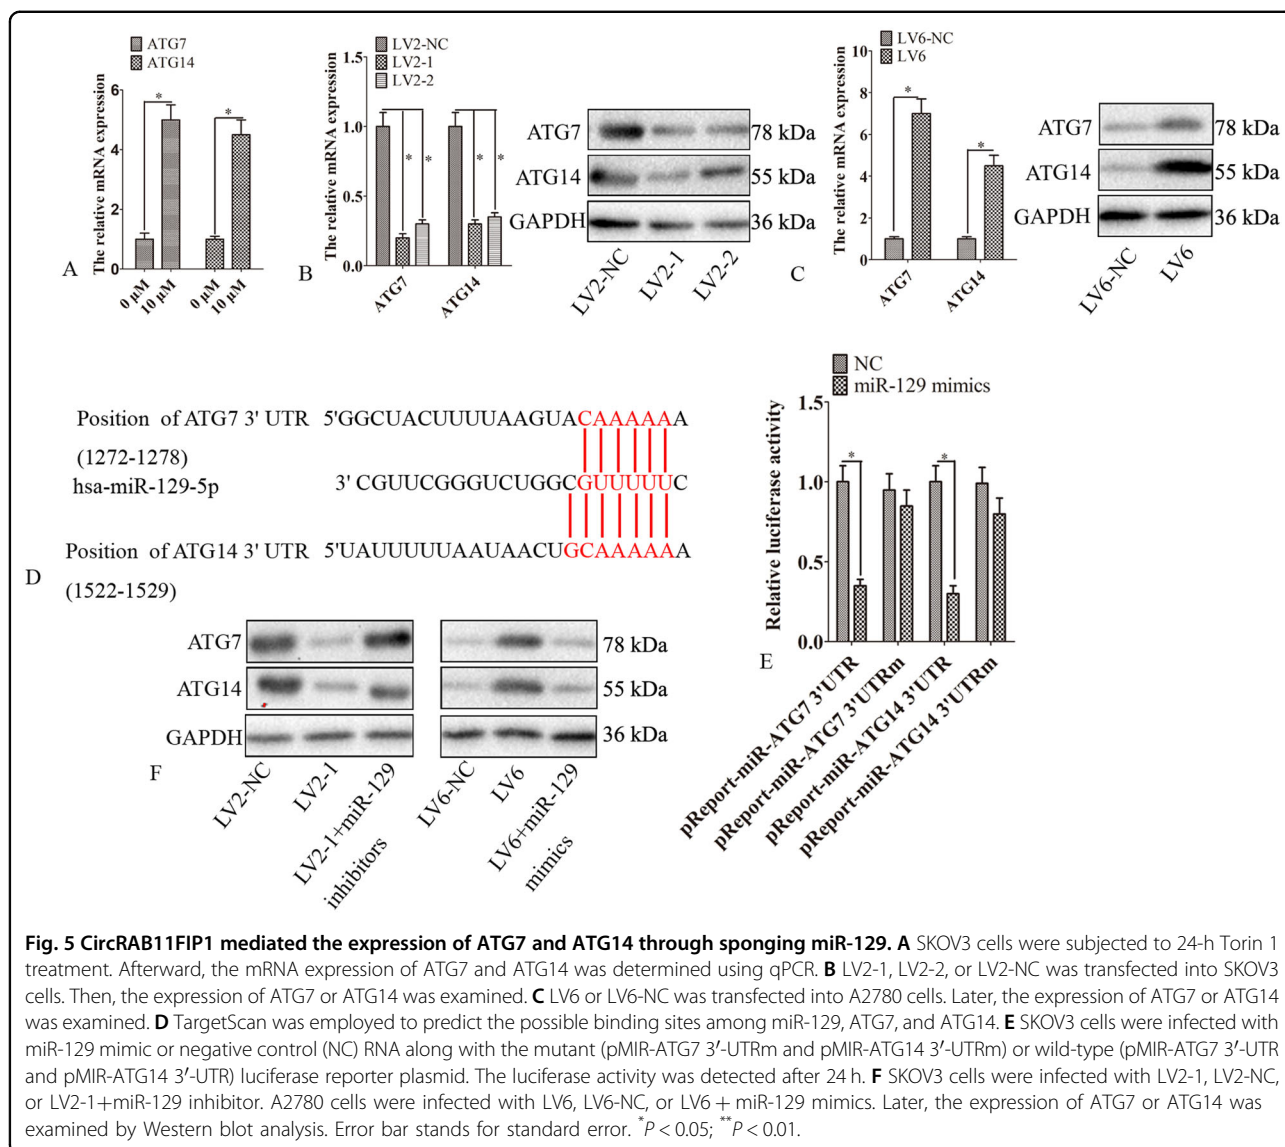 ATG7
ATG14
The relative mRNA expression
6
4
2
0
*
*
0 μM
10 μM
0 μM
10 μM
A
LV2-NC
LV2-1
LV2-2
The relative mRNA expression
1.5
1.0
0.5
0.0
* * * *
ATG7
ATG14
B
ATG7 78 kDa
ATG14 55 kDa
GAPDH 36 kDa
LV2-NC
LV2-1
LV2-2
LV6-NC
LV6
The relative mRNA expression
10
8
6
4
2
0
*
*
ATG7
ATG14
C
ATG7 78 kDa
ATG14 55 kDa
GAPDH 36 kDa
LV6-NC
LV6
Position of ATG7 3' UTR 5'GGCUACUUUUAAGUACAAAAAA
(1272-1278)
hsa-miR-129-5p 3' CGUUCGGGUCUGGCGUUUUUC
Position of ATG14 3' UTR 5'UAUUUUUAAUAACUGCAAAAAA
(1522-1529)
D
NC
miR-129 mimics
Relative luciferase activity
1.5
1.0
0.5
0.0
*
*
pReport-miR-ATG7 3'UTR
pReport-miR-ATG7 3'UTRm
pReport-miR-ATG14 3'UTR
pReport-miR-ATG14 3'UTRm
E
ATG7 78 kDa
ATG14 55 kDa
GAPDH 36 kDa
LV2-NC
LV2-1
LV2-1+miR-129
inhibitors
LV6-NC
LV6
LV6+miR-129
mimics
F
Fig. 5 CircRAB11FIP1 mediated the expression of ATG7 and ATG14 through sponging miR-129. A SKOV3 cells were subjected to 24-h Torin 1
treatment. Afterward, the mRNA expression of ATG7 and ATG14 was determined using qPCR. B LV2-1, LV2-2, or LV2-NC was transfected into SKOV3
cells. Then, the expression of ATG7 or ATG14 was examined. C LV6 or LV6-NC was transfected into A2780 cells. Later, the expression of ATG7 or ATG14
was examined. D TargetScan was employed to predict the possible binding sites among miR-129, ATG7, and ATG14. E SKOV3 cells were infected with
miR-129 mimic or negative control (NC) RNA along with the mutant (pMIR-ATG7 3′-UTRm and pMIR-ATG14 3′-UTRm) or wild-type (pMIR-ATG7 3′-UTR
and pMIR-ATG14 3′-UTR) luciferase reporter plasmid. The luciferase activity was detected after 24 h. F SKOV3 cells were infected with LV2-1, LV2-NC,
or LV2-1+miR-129 inhibitor. A2780 cells were infected with LV6, LV6-NC, or LV6 + miR-129 mimics. Later, the expression of ATG7 or ATG14 was
examined by Western blot analysis. Error bar stands for standard error. *P < 0.05; **P < 0.01.